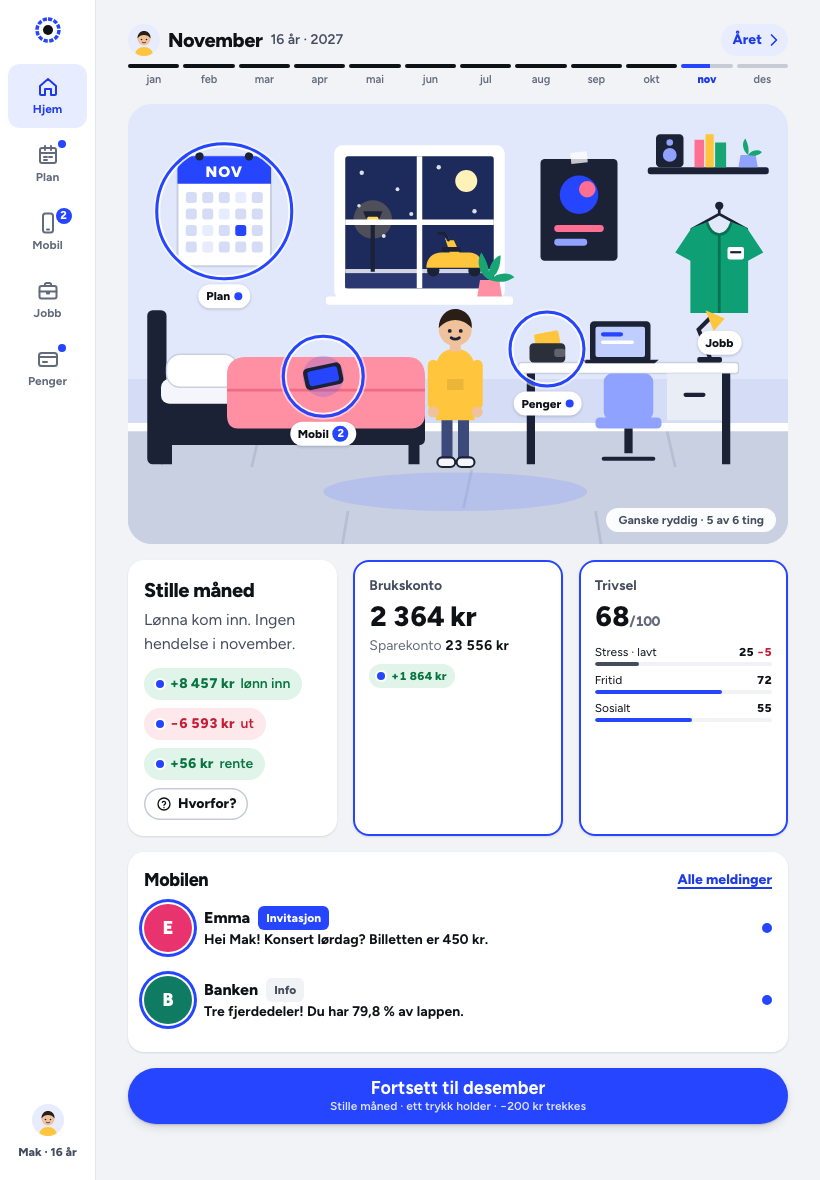 November 16 år · 2027
Året
jan feb mar apr mai jun jul aug sep okt nov des
Hjem
Plan
2
Mobil
Jobb
Penger
NOV
Plan
Jobb
Penger
Mobil 2
Ganske ryddig · 5 av 6 ting
Stille måned
Lønna kom inn. Ingen
hendelse i november.
+8 457 kr lønn inn
−6 593 kr ut
+56 kr rente
Hvorfor?
Brukskonto
2 364 kr
Sparekonto 23 556 kr
+1 864 kr
Trivsel
68/100
Stress · lavt 25 −5
Fritid 72
Sosialt 55
Mobilen
Alle meldinger
E
Emma Invitasjon
Hei Mak! Konsert lørdag? Billetten er 450 kr.
B
Banken Info
Tre fjerdedeler! Du har 79,8 % av lappen.
Fortsett til desember
Stille måned · ett trykk holder · −200 kr trekkes
Mak · 16 år